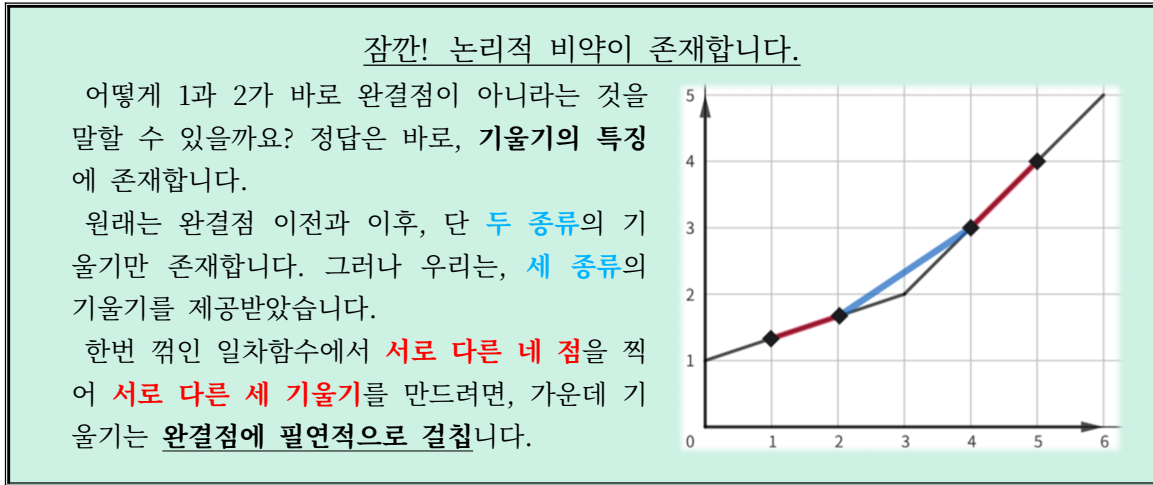 잠깐! 논리적 비약이 존재합니다.
어떻게 1과 2가 바로 완결점이 아니라는 것을
말할 수 있을까요? 정답은 바로, 기울기의 특징
에 존재합니다.
원래는 완결점 이전과 이후, 단 두 종류의 기
울기만 존재합니다. 그러나 우리는, 세 종류의
기울기를 제공받았습니다.
한번 꺾인 일차함수에서 서로 다른 네 점을 찍
어 서로 다른 세 기울기를 만드려면, 가운데 기
울기는 완결점에 필연적으로 걸칩니다.
5
4
3
2
1
0 1 2 3 4 5 6